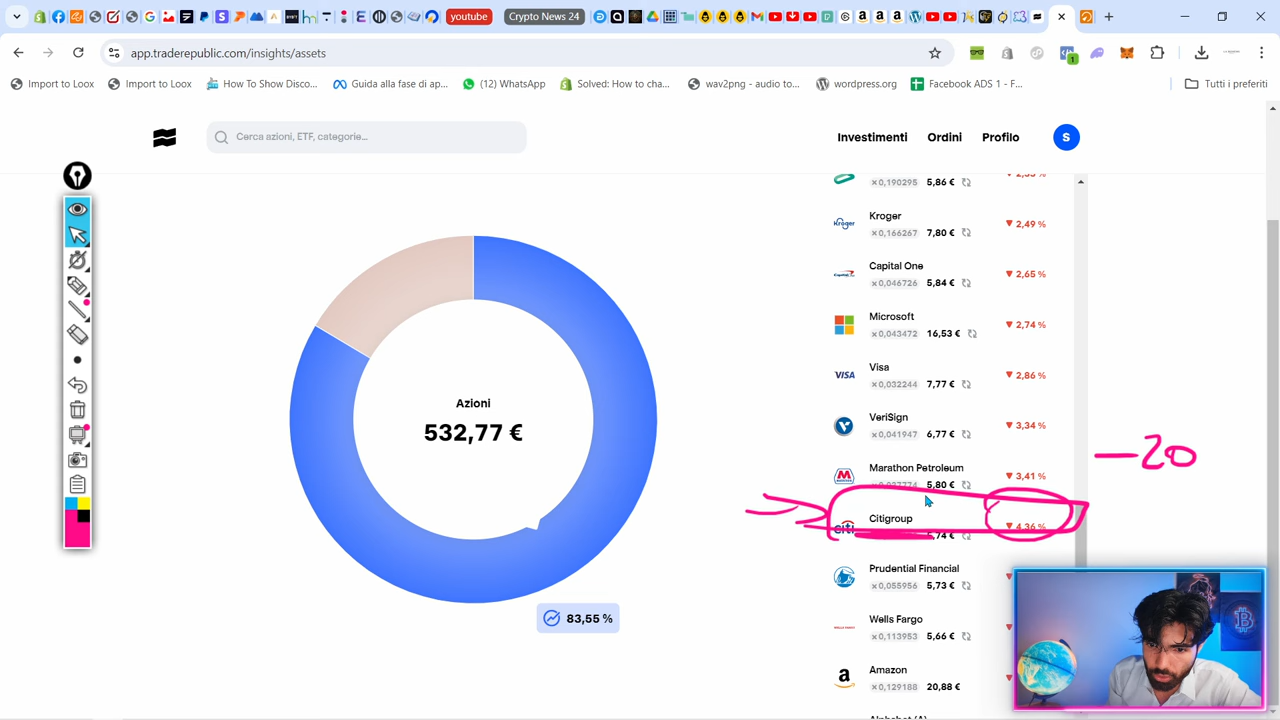 youtube
Crypto News 24
app.traderepublic.com/insights/assets
Import to Loox
Import to Loox
How To Show Disco...
Guida alla fase di ap...
(12) WhatsApp
Solved: How to cha...
wav2png - audio to...
wordpress.org
Facebook ADS 1 - F...
Tutti i preferiti
Cerca azioni, ETF, categorie...
Investimenti
Ordini
Profilo
S
×0,190295 5,86 €
Kroger
×0,166267 7,80 €
2,49 %
Capital One
×0,046726 5,84 €
2,65 %
Microsoft
×0,043472 16,53 €
2,74 %
VISA
Visa
×0,032244 7,77 €
2,86 %
VeriSign
×0,041947 6,77 €
3,34 %
Marathon Petroleum
5,80 €
3,41 %
citi
Citigroup
5,74 €
4,36 %
Prudential Financial
×0,055956 5,73 €
Wells Fargo
×0,113953 5,66 €
Amazon
×0,129188 20,88 €
Alphabet (A)
Azioni
532,77 €
83,55 %
-20